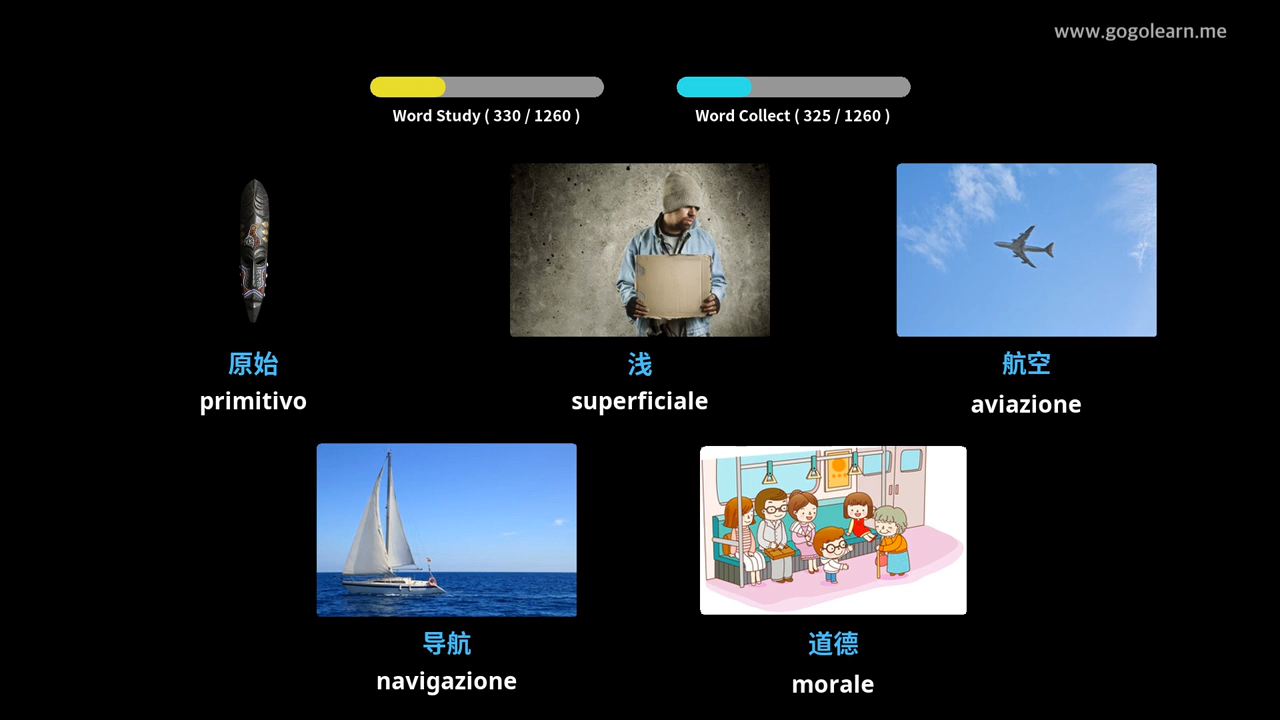 www.gogolearn.me
Word Study ( 330 / 1260 )
Word Collect ( 325 / 1260 )
原始
primitivo
浅
superficiale
航空
aviazione
导航
navigazione
道德
morale